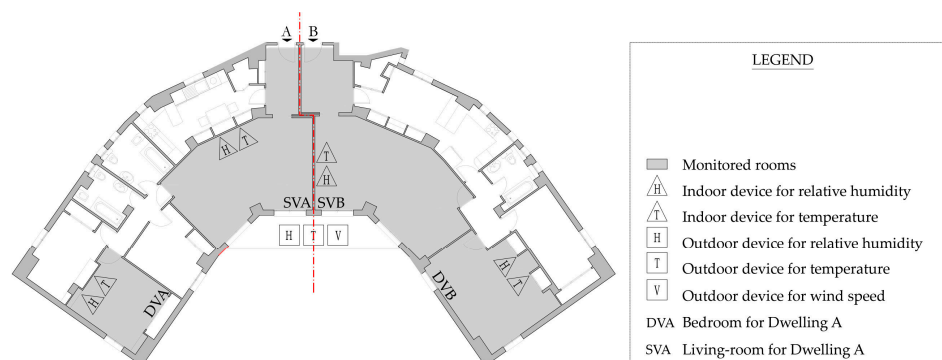 A B
LEGEND
Monitored rooms
H Indoor device for relative humidity
T Indoor device for temperature
H Outdoor device for relative humidity
T Outdoor device for temperature
V Outdoor device for wind speed
DVA Bedroom for Dwelling A
SVA Living-room for Dwelling A
H T
T
H
SVA SVB
H T V
H T
DVA
DVB
H T